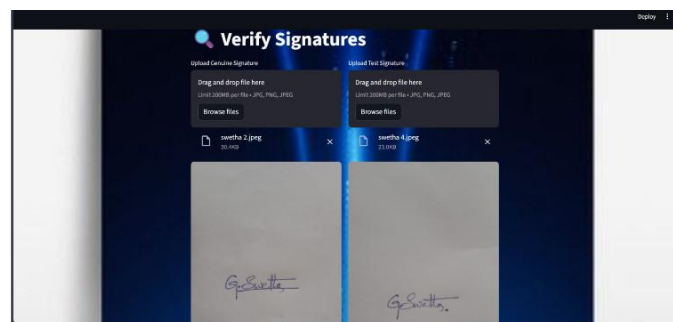 Deploy
Verify Signatures
Upload Genuine Signature
Upload Test Signature
Drag and drop file here
Limit 200MB per file • JPG, PNG, JPEG
Browse files
Drag and drop file here
Limit 200MB per file • JPG, PNG, JPEG
Browse files
swetha 2.jpeg
20.4KB
swetha 4.jpeg
23.0KB
G.Swetha
G.Swetha.